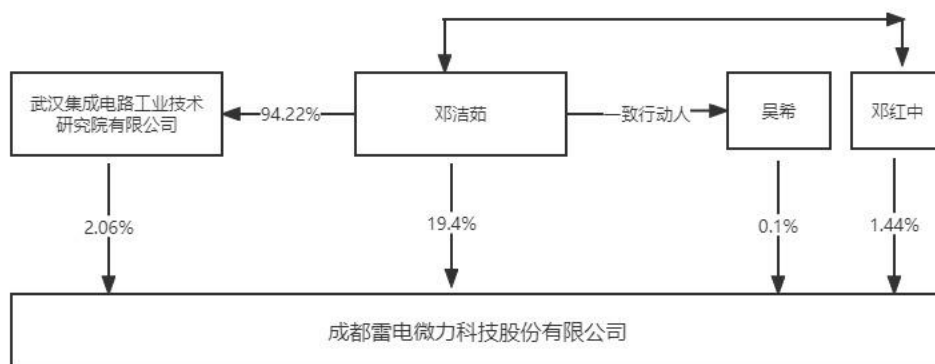 武汉集成电路工业技术
研究院有限公司
94.22%
邓洁茹
一致行动人
吴希
邓红中
2.06%
19.4%
0.1%
1.44%
成都雷电微力科技股份有限公司